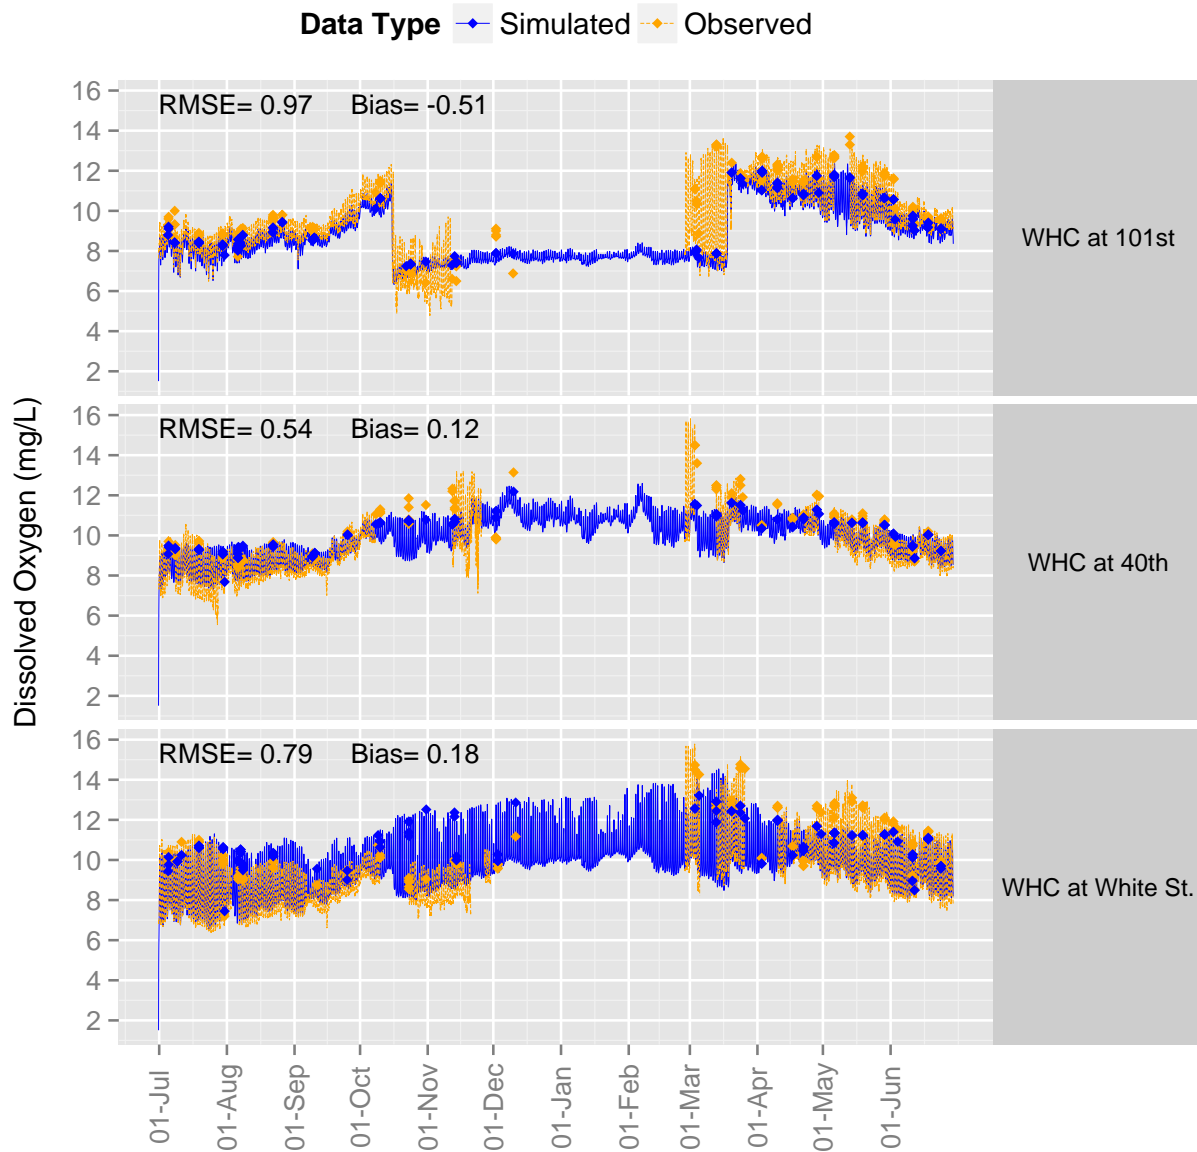 Data Type Simulated Observed
Dissolved Oxygen (mg/L)
16
14
12
10
8
6
4
2
RMSE= 0.97 Bias= -0.51
WHC at 101st
16
14
12
10
8
6
4
2
RMSE= 0.54 Bias= 0.12
WHC at 40th
16
14
12
10
8
6
4
2
RMSE= 0.79 Bias= 0.18
WHC at White St.
01-Jul
01-Aug
01-Sep
01-Oct
01-Nov
01-Dec
01-Jan
01-Feb
01-Mar
01-Apr
01-May
01-Jun